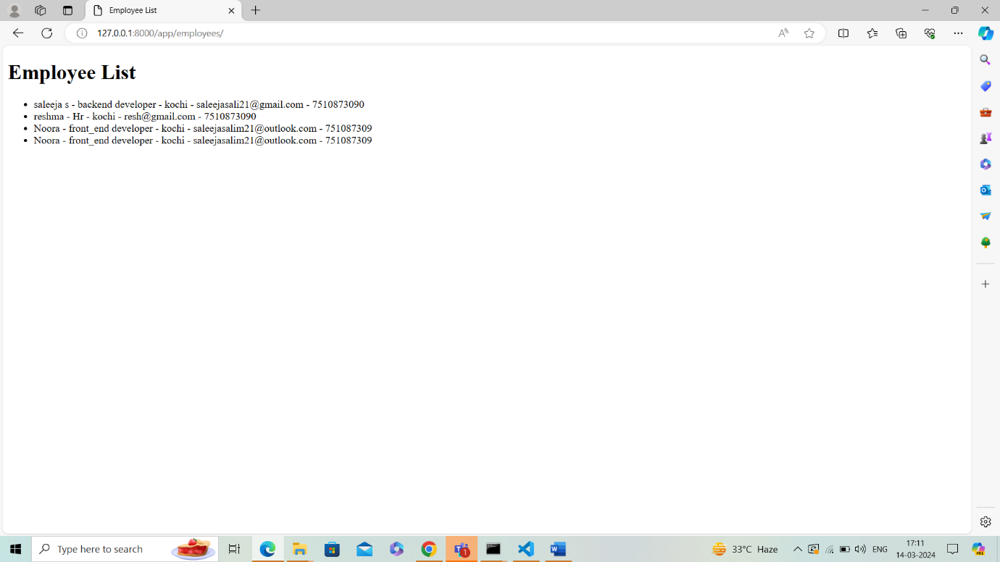 Employee List
127.0.0.1:8000/app/employees/
Employee List
saleeja s - backend developer - kochi - saleejasali21@gmail.com - 7510873090
reshma - Hr - kochi - resh@gmail.com - 7510873090
Noora - front_end developer - kochi - saleejasalim21@outlook.com - 751087309
Noora - front_end developer - kochi - saleejasalim21@outlook.com - 751087309
Type here to search
1
33°C Haze
ENG
17:11
14-03-2024
PRE